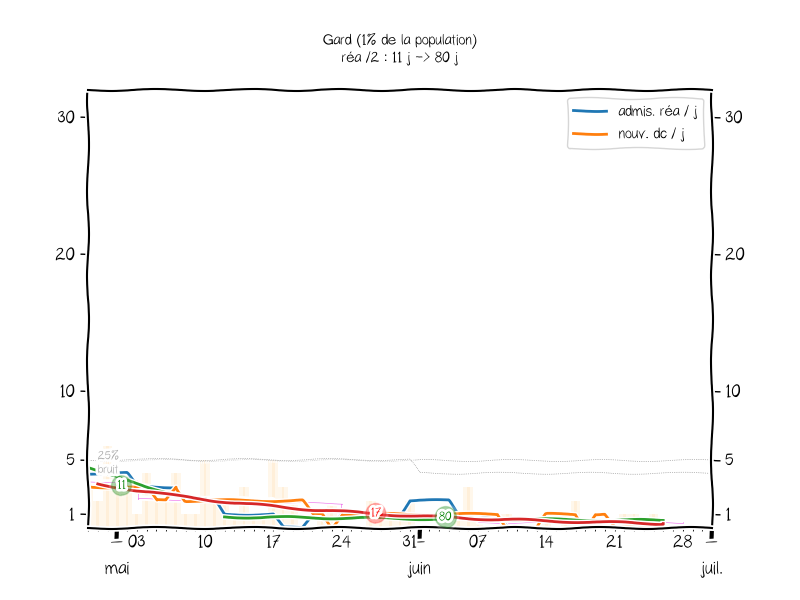 Gard (1% de la population)
réa /2 : 11 j -> 80 j
admis. réa / j
nouv. dc / j
30
30
20
20
10
10
5
5
1
1
25%
bruit
11
17
80
03
10
17
24
31
07
14
21
28
mai
juin
juil.